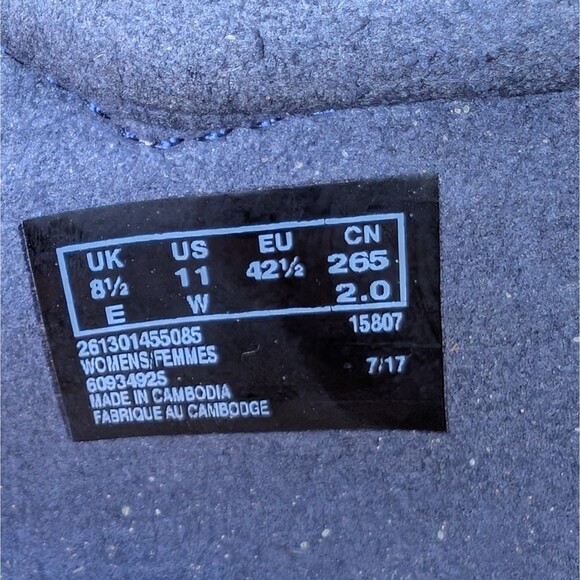 UK US EU CN
8½ 11 42½ 265
E W 2.0
261301455085 15807
WOMENS/FEMMES
60934925 7/17
MADE IN CAMBODIA
FABRIQUE AU CAMBODGE